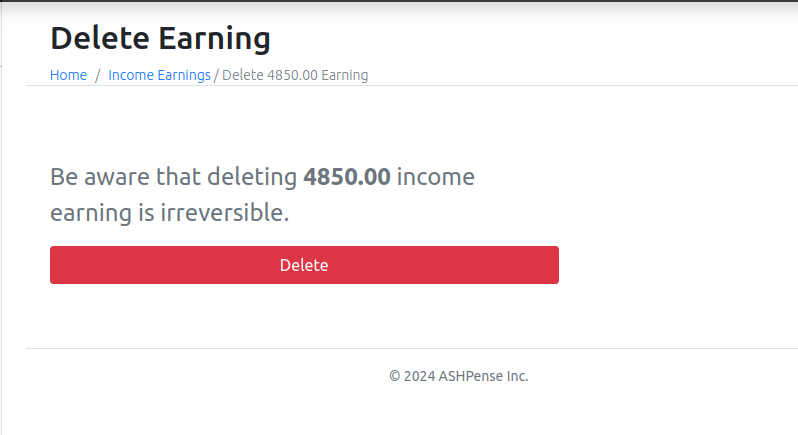 Delete Earning
Home / Income Earnings / Delete 4850.00 Earning
Be aware that deleting 4850.00 income
earning is irreversible.
Delete
© 2024 ASHPense Inc.